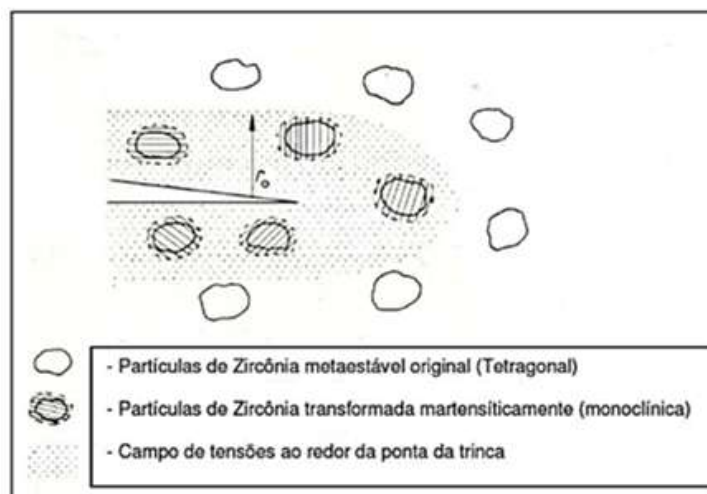 r₀
- Partículas de Zircônia metaestável original (Tetragonal)
- Partículas de Zircônia transformada martensíticamente (monoclínica)
- Campo de tensões ao redor da ponta da trinca